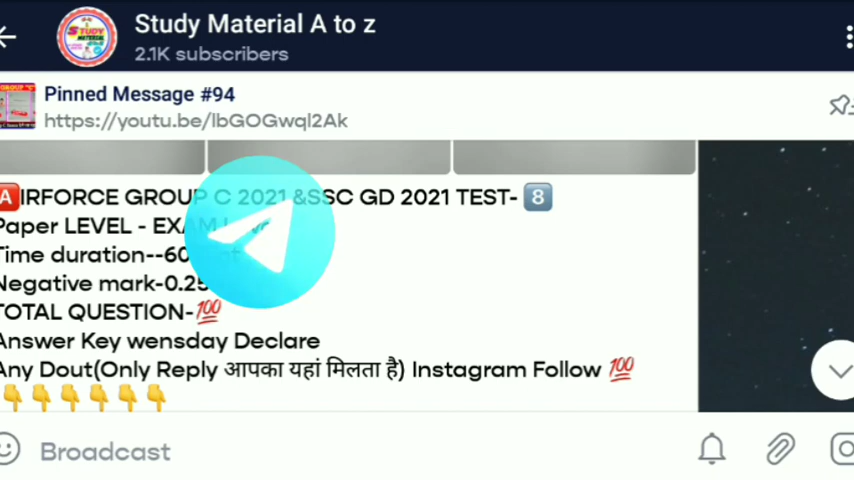 Study Material A to z
2.1K subscribers
Pinned Message #94
https://youtu.be/lbGOGwql2Ak
🅰️IRFORCE GROUP C 2021 &SSC GD 2021 TEST- 8️⃣
Paper LEVEL - EXAM
Time duration--60
Negative mark-0.25
TOTAL QUESTION-💯
Answer Key wensday Declare
Any Dout(Only Reply आपका यहां मिलता है) Instagram Follow 💯
👇👇👇👇👇👇
Broadcast